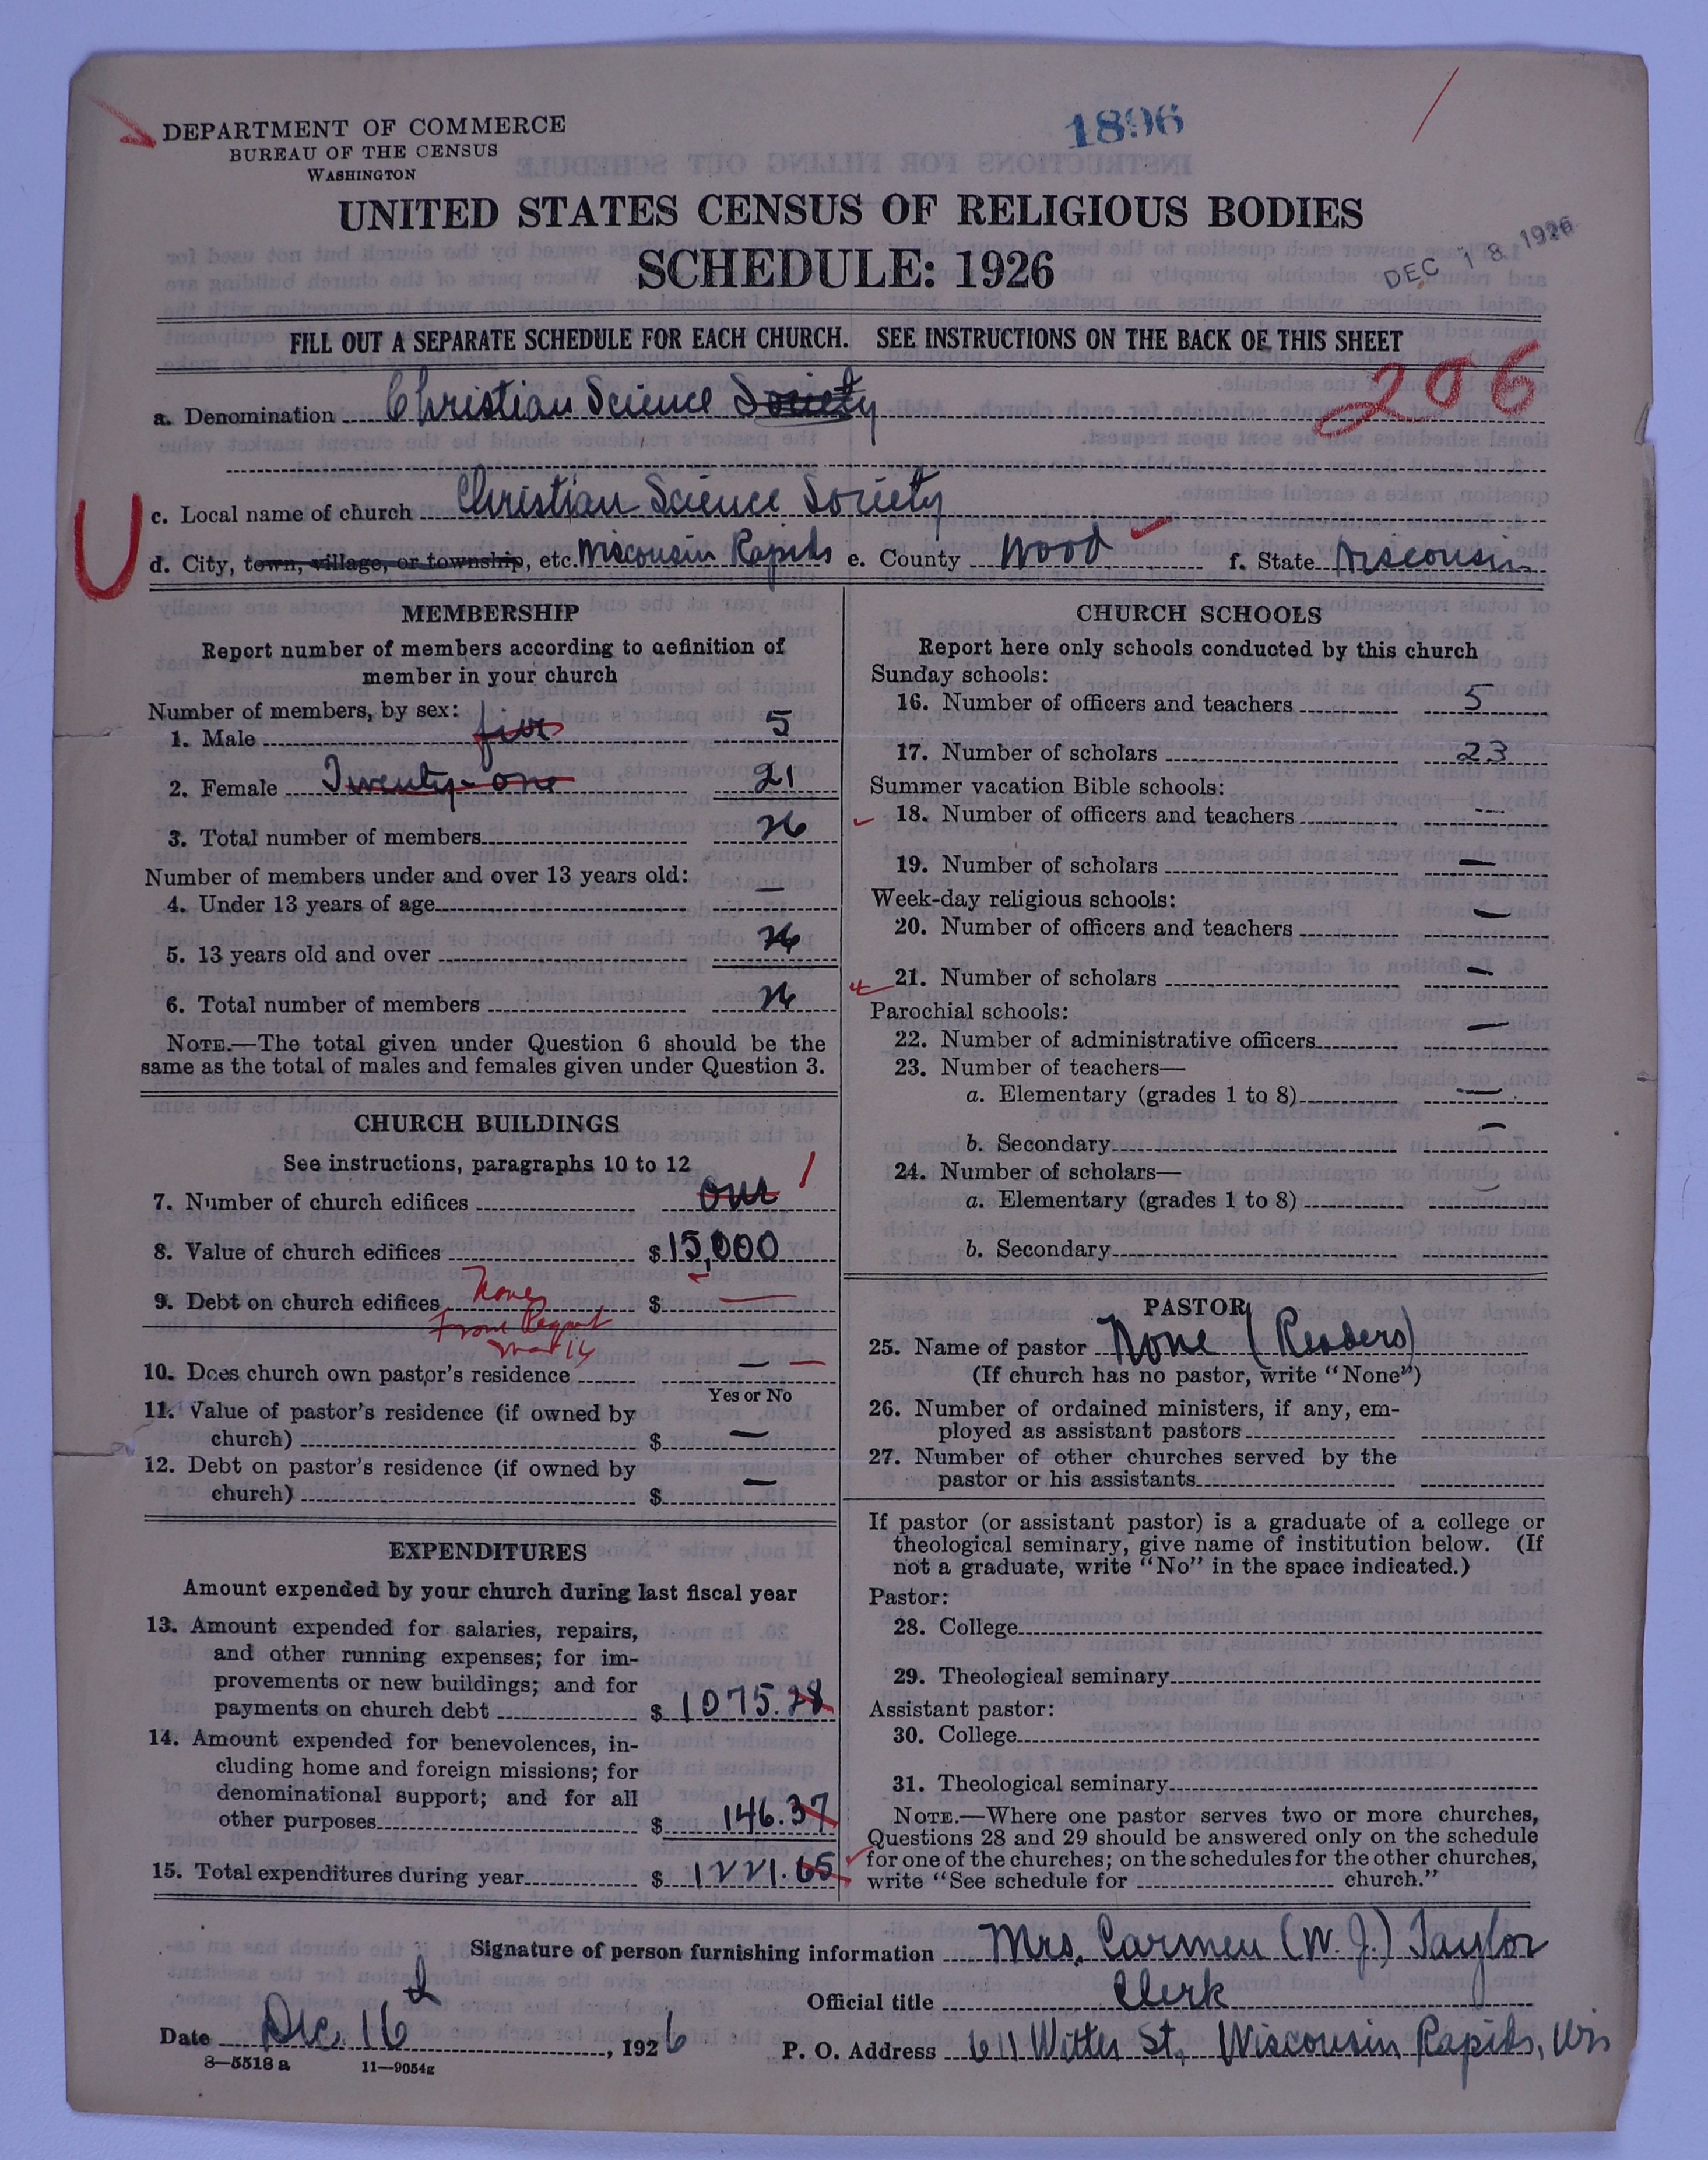 1896
DEPARTMENT OF COMMERCE
BUREAU OF THE CENSUS
WASHINGTON
UNITED STATES CENSUS OF RELIGIOUS BODIES
SCHEDULE: 1926
DEC 18 1926
FILL OUT A SEPARATE SCHEDULE FOR EACH CHURCH. SEE INSTRUCTIONS ON THE BACK OF THIS SHEET
206
a. Denomination Christian Science Society
c. Local name of church Christian Science Society
d. City, town, village, or township, etc. Wisconsin Rapids e. County Wood f. State Wisconsin
MEMBERSHIP
Report number of members according to definition of
member in your church
Number of members, by sex:
1. Male five 5
2. Female Twenty-one 21
3. Total number of members 26
Number of members under and over 13 years old:
4. Under 13 years of age —
5. 13 years old and over 26
6. Total number of members 26
NOTE.—The total given under Question 6 should be the
same as the total of males and females given under Question 3.
CHURCH BUILDINGS
See instructions, paragraphs 10 to 12
7. Number of church edifices one 1
8. Value of church edifices $ 15,000
9. Debt on church edifices None $ —
From Report
10. Does church own pastor's residence — —
Yes or No
11. Value of pastor's residence (if owned by
church) $ —
12. Debt on pastor's residence (if owned by
church) $ —
EXPENDITURES
Amount expended by your church during last fiscal year
13. Amount expended for salaries, repairs,
and other running expenses; for im-
provements or new buildings; and for
payments on church debt $ 1075.28
14. Amount expended for benevolences, in-
cluding home and foreign missions; for
denominational support; and for all
other purposes $ 146.37
15. Total expenditures during year $ 1221.65
CHURCH SCHOOLS
Report here only schools conducted by this church
Sunday schools:
16. Number of officers and teachers 5
17. Number of scholars 23
Summer vacation Bible schools:
18. Number of officers and teachers —
19. Number of scholars —
Week-day religious schools:
20. Number of officers and teachers —
21. Number of scholars —
Parochial schools:
22. Number of administrative officers —
23. Number of teachers—
a. Elementary (grades 1 to 8) —
b. Secondary —
24. Number of scholars—
a. Elementary (grades 1 to 8) —
b. Secondary
PASTOR
25. Name of pastor None (Readers)
(If church has no pastor, write "None")
26. Number of ordained ministers, if any, em-
ployed as assistant pastors
27. Number of other churches served by the
pastor or his assistants
If pastor (or assistant pastor) is a graduate of a college or
theological seminary, give name of institution below. (If
not a graduate, write "No" in the space indicated.)
Pastor:
28. College
29. Theological seminary
Assistant pastor:
30. College
31. Theological seminary
NOTE.—Where one pastor serves two or more churches,
Questions 28 and 29 should be answered only on the schedule
for one of the churches; on the schedules for the other churches,
write "See schedule for church."
Signature of person furnishing information Mrs. Carmen (W. J.) Taylor
Official title Clerk
Date Dec. 16, 1926 P. O. Address 611 Witter St., Wisconsin Rapids, Wis
8—5518a 11—9054g